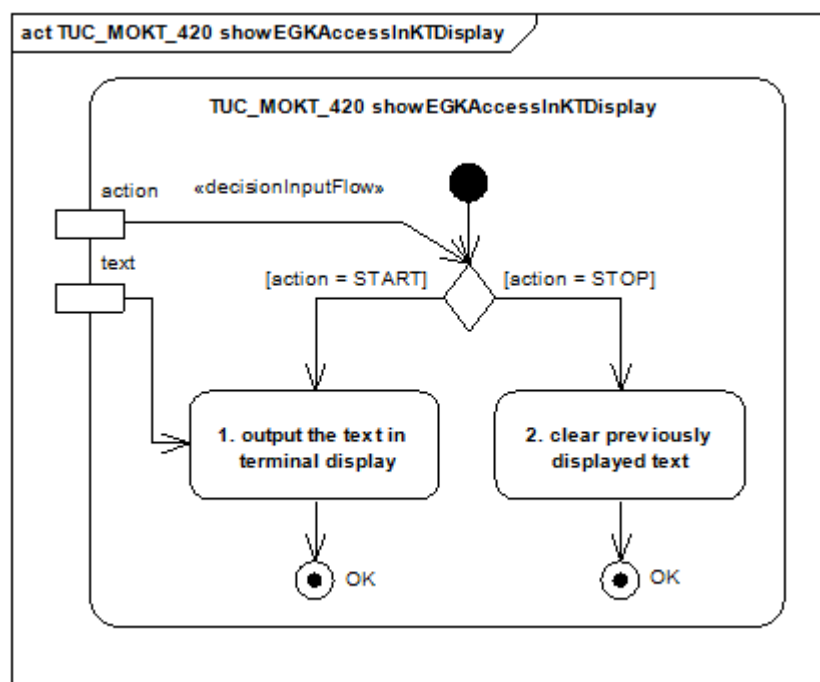 act TUC_MOKT_420 showEGKAccessInKTDisplay
TUC_MOKT_420 showEGKAccessInKTDisplay
action
«decisionInputFlow»
text
[action = START]
[action = STOP]
1. output the text in
terminal display
2. clear previously
displayed text
OK
OK